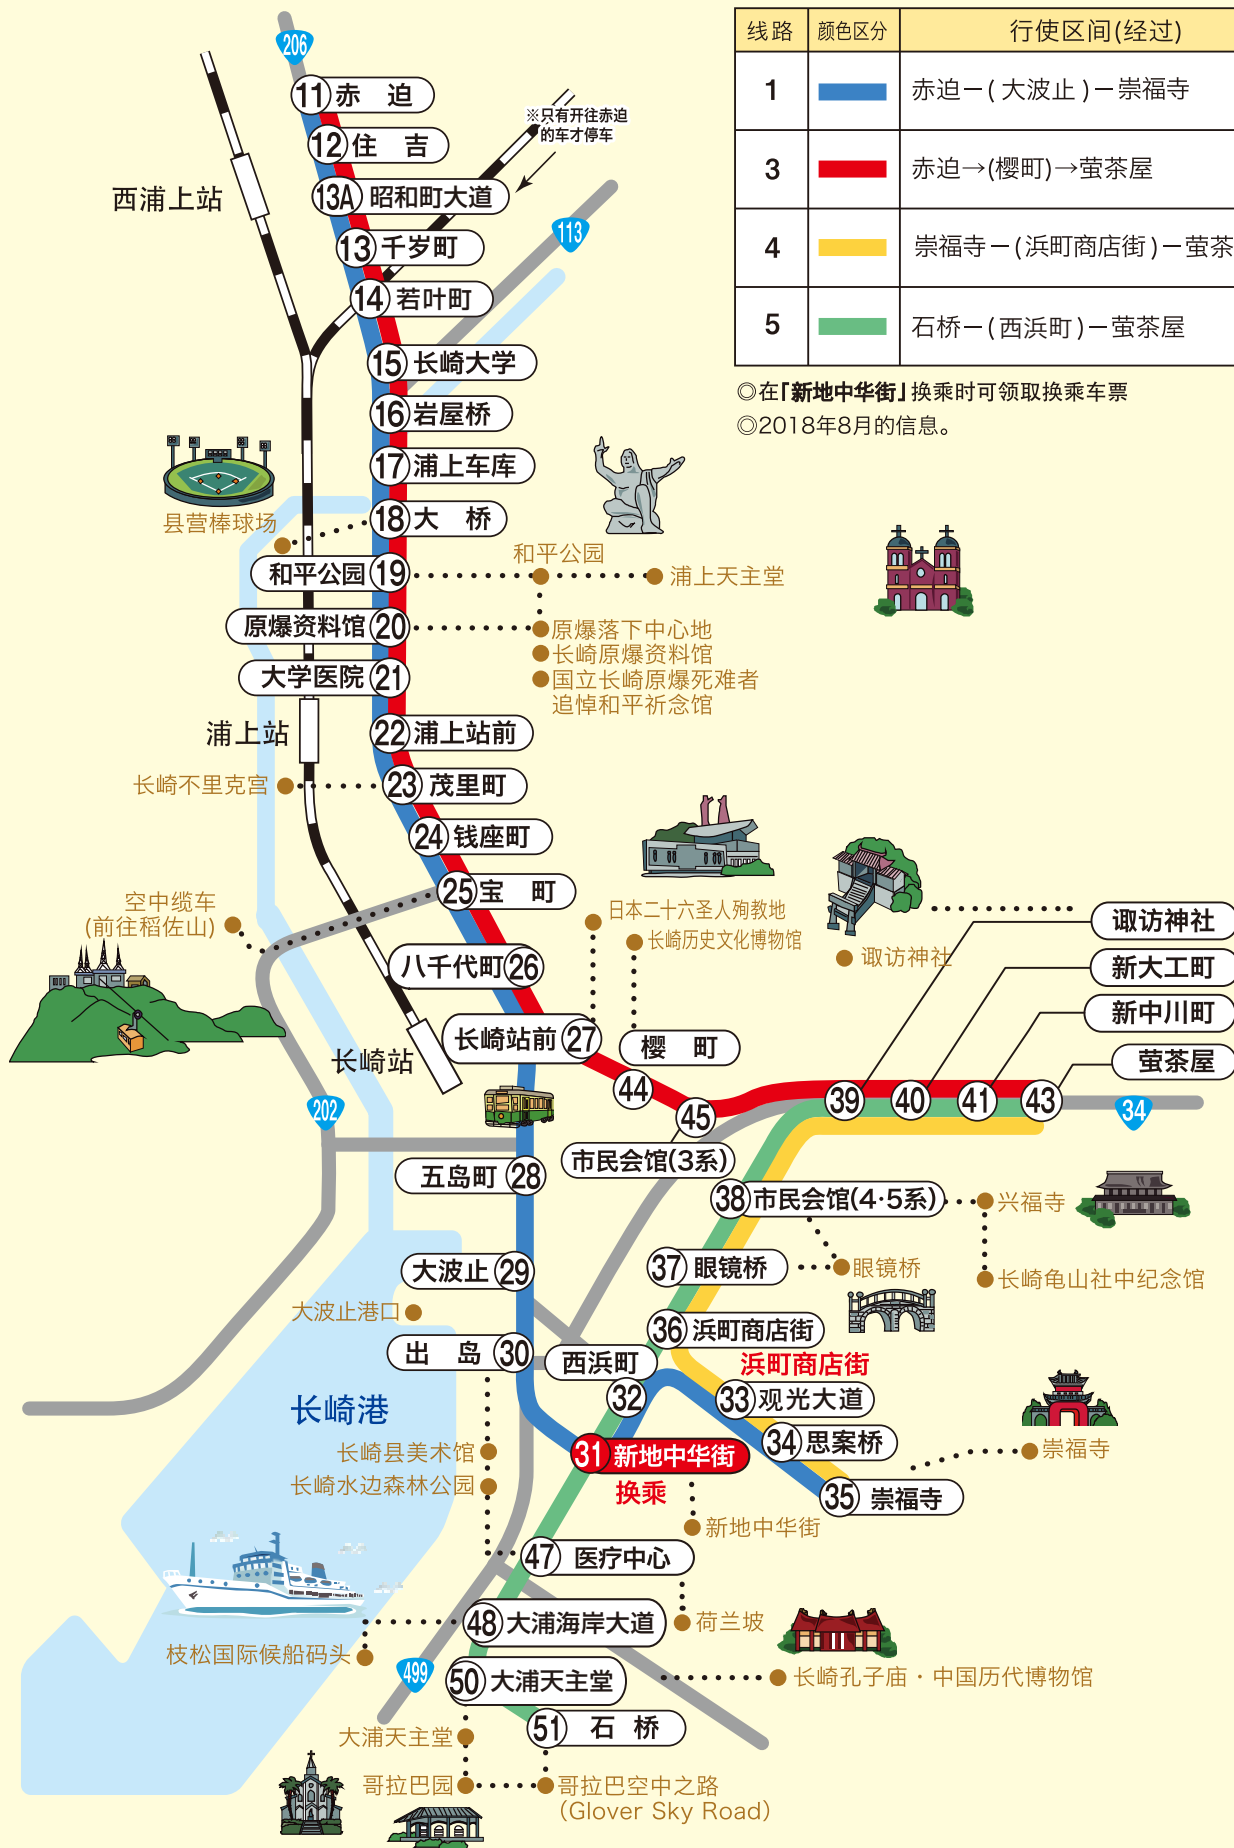 线路 颜色区分 行使区间(经过)
1 赤迫－( 大波止 )－崇福寺
3 赤迫→(樱町)→萤茶屋
4 崇福寺－(浜町商店街)－萤茶
5 石桥－(西浜町)－萤茶屋
◎在「新地中华街」换乘时可领取换乘车票
◎2018年8月的信息。
206
11 赤 迫
※只有开往赤迫
的车才停车
12 住 吉
13A 昭和町大道
西浦上站
113
13 千岁町
14 若叶町
15 长崎大学
16 岩屋桥
17 浦上车库
18 大 桥
县营棒球场
和平公园 19
和平公园
浦上天主堂
原爆资料馆 20
原爆落下中心地
长崎原爆资料馆
国立长崎原爆死难者
追悼和平祈念馆
大学医院 21
22 浦上站前
浦上站
23 茂里町
长崎不里克宫
24 钱座町
25 宝 町
空中缆车
(前往稻佐山)
日本二十六圣人殉教地
长崎历史文化博物馆
诹访神社
诹访神社
八千代町 26
新大工町
新中川町
长崎站前 27
樱 町
萤茶屋
长崎站
44
45
39
40
41
43
202
34
市民会馆(3系)
五岛町 28
38 市民会馆(4·5系)
兴福寺
大波止 29
37 眼镜桥
眼镜桥
长崎龟山社中纪念馆
大波止港口
36 浜町商店街
出 岛 30
西浜町
32
浜町商店街
33 观光大道
长崎港
34 思案桥
31 新地中华街
换乘
崇福寺
长崎县美术馆
长崎水边森林公园
35 崇福寺
新地中华街
47 医疗中心
48 大浦海岸大道
荷兰坡
枝松国际候船码头
499
50 大浦天主堂
长崎孔子庙·中国历代博物馆
51 石 桥
大浦天主堂
哥拉巴园
哥拉巴空中之路
(Glover Sky Road)